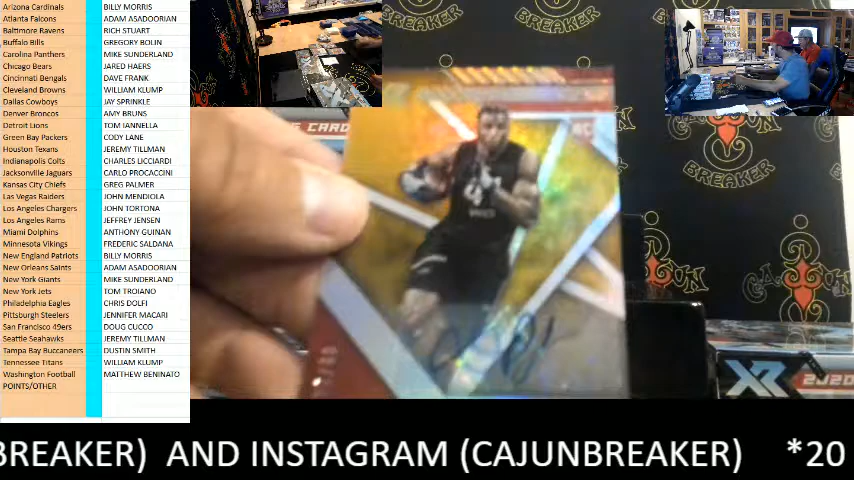 Arizona Cardinals BILLY MORRIS
Atlanta Falcons ADAM ASADOORIAN
Baltimore Ravens RICH STUART
Buffalo Bills GREGORY BOLIN
Carolina Panthers MIKE SUNDERLAND
Chicago Bears JARED HAERS
Cincinnati Bengals DAVE FRANK
Cleveland Browns WILLIAM KLUMP
Dallas Cowboys JAY SPRINKLE
Denver Broncos AMY BRUNS
Detroit Lions TOM IANNELLA
Green Bay Packers CODY LANE
Houston Texans JEREMY TILLMAN
Indianapolis Colts CHARLES LICCIARDI
Jacksonville Jaguars CARLO PROCACCINI
Kansas City Chiefs GREG PALMER
Las Vegas Raiders JOHN MENDIOLA
Los Angeles Chargers JOHN TORTONA
Los Angeles Rams JEFFREY JENSEN
Miami Dolphins ANTHONY GUINAN
Minnesota Vikings FREDERIC SALDANA
New England Patriots BILLY MORRIS
New Orleans Saints ADAM ASADOORIAN
New York Giants MIKE SUNDERLAND
New York Jets TOM TROIANO
Philadelphia Eagles CHRIS DOLFI
Pittsburgh Steelers JENNIFER MACARI
San Francisco 49ers DOUG CUCCO
Seattle Seahawks JEREMY TILLMAN
Tampa Bay Buccaneers DUSTIN SMITH
Tennessee Titans WILLIAM KLUMP
Washington Football MATTHEW BENINATO
POINTS/OTHER
BREAKER
CAJUN
BREAKER
CARD
XR 2020
BREAKER) AND INSTAGRAM (CAJUNBREAKER) *20